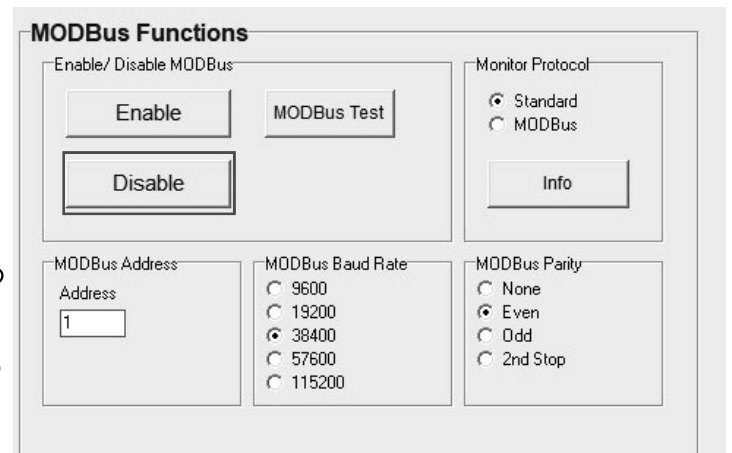 MODBus Functions
Enable/ Disable MODBus
Enable
MODBus Test
Disable
Monitor Protocol
Standard
MODBus
Info
MODBus Address
Address
1
MODBus Baud Rate
9600
19200
38400
57600
115200
MODBus Parity
None
Even
Odd
2nd Stop